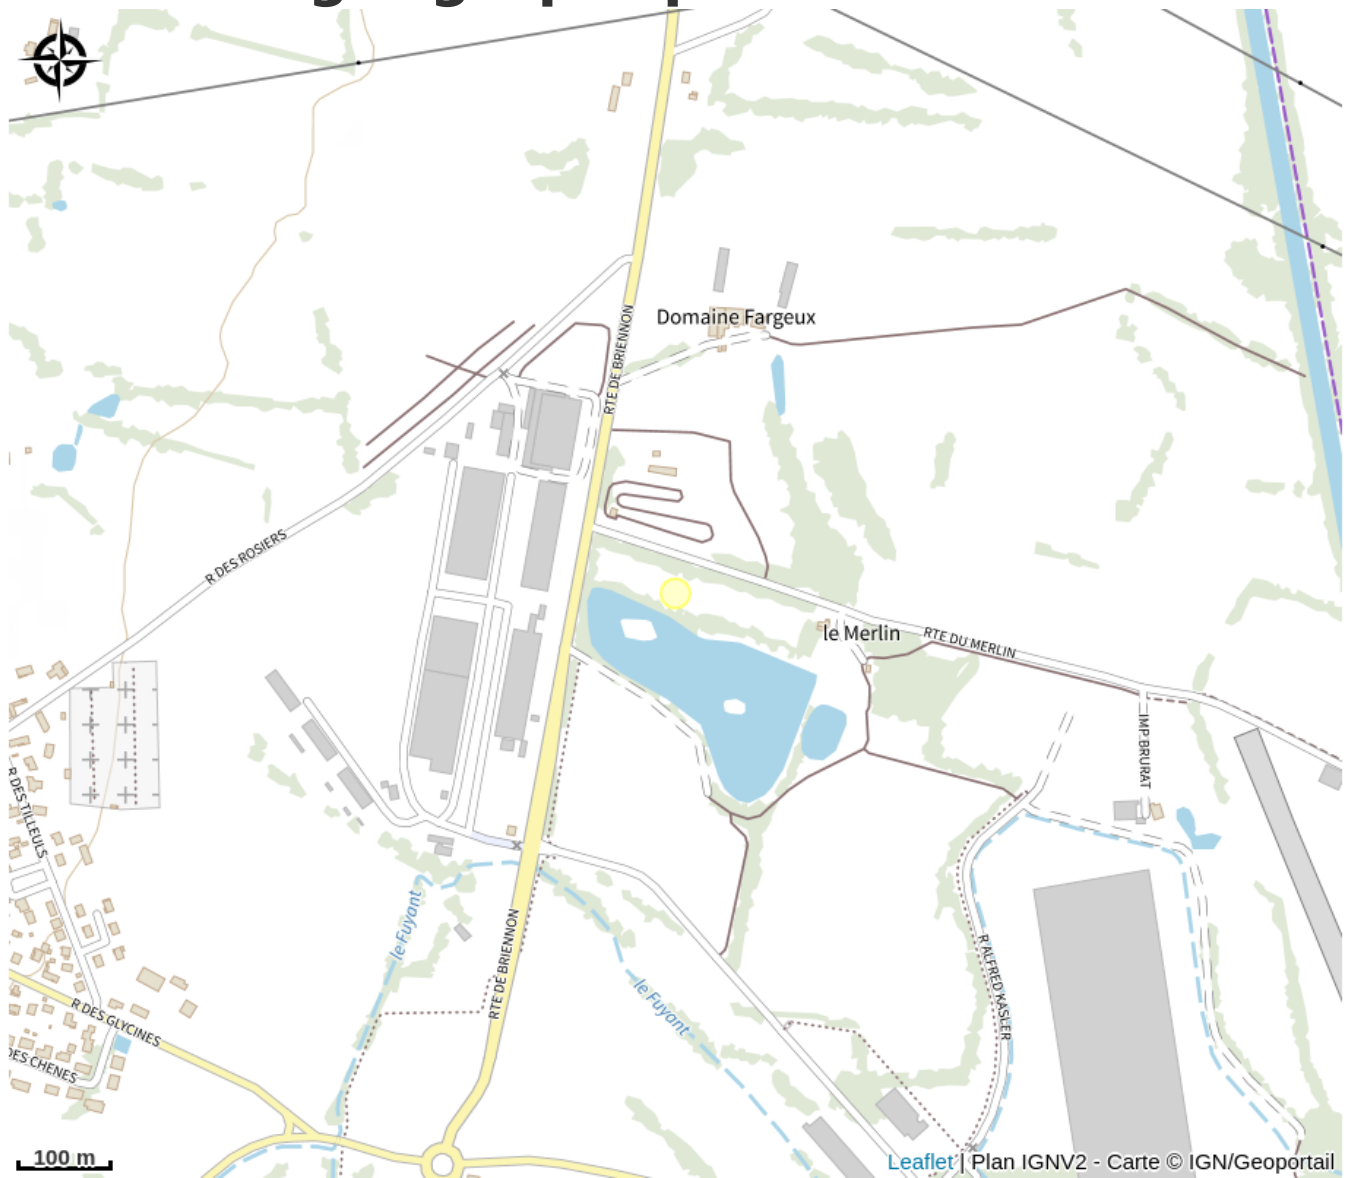 Domaine Fargeux
RTE DE BRIENNON
R DES ROSIERS
le Merlin
RTE DU MERLIN
IMP BRURAT
R DES TILLEULS
le Fuyant
RTE DE BRIENNON
le Fuyant
R ALFRED KASLER
R DES GLYCINES
DES CHENES
100 m
Leaflet | Plan IGNV2 - Carte © IGN/Geoportail